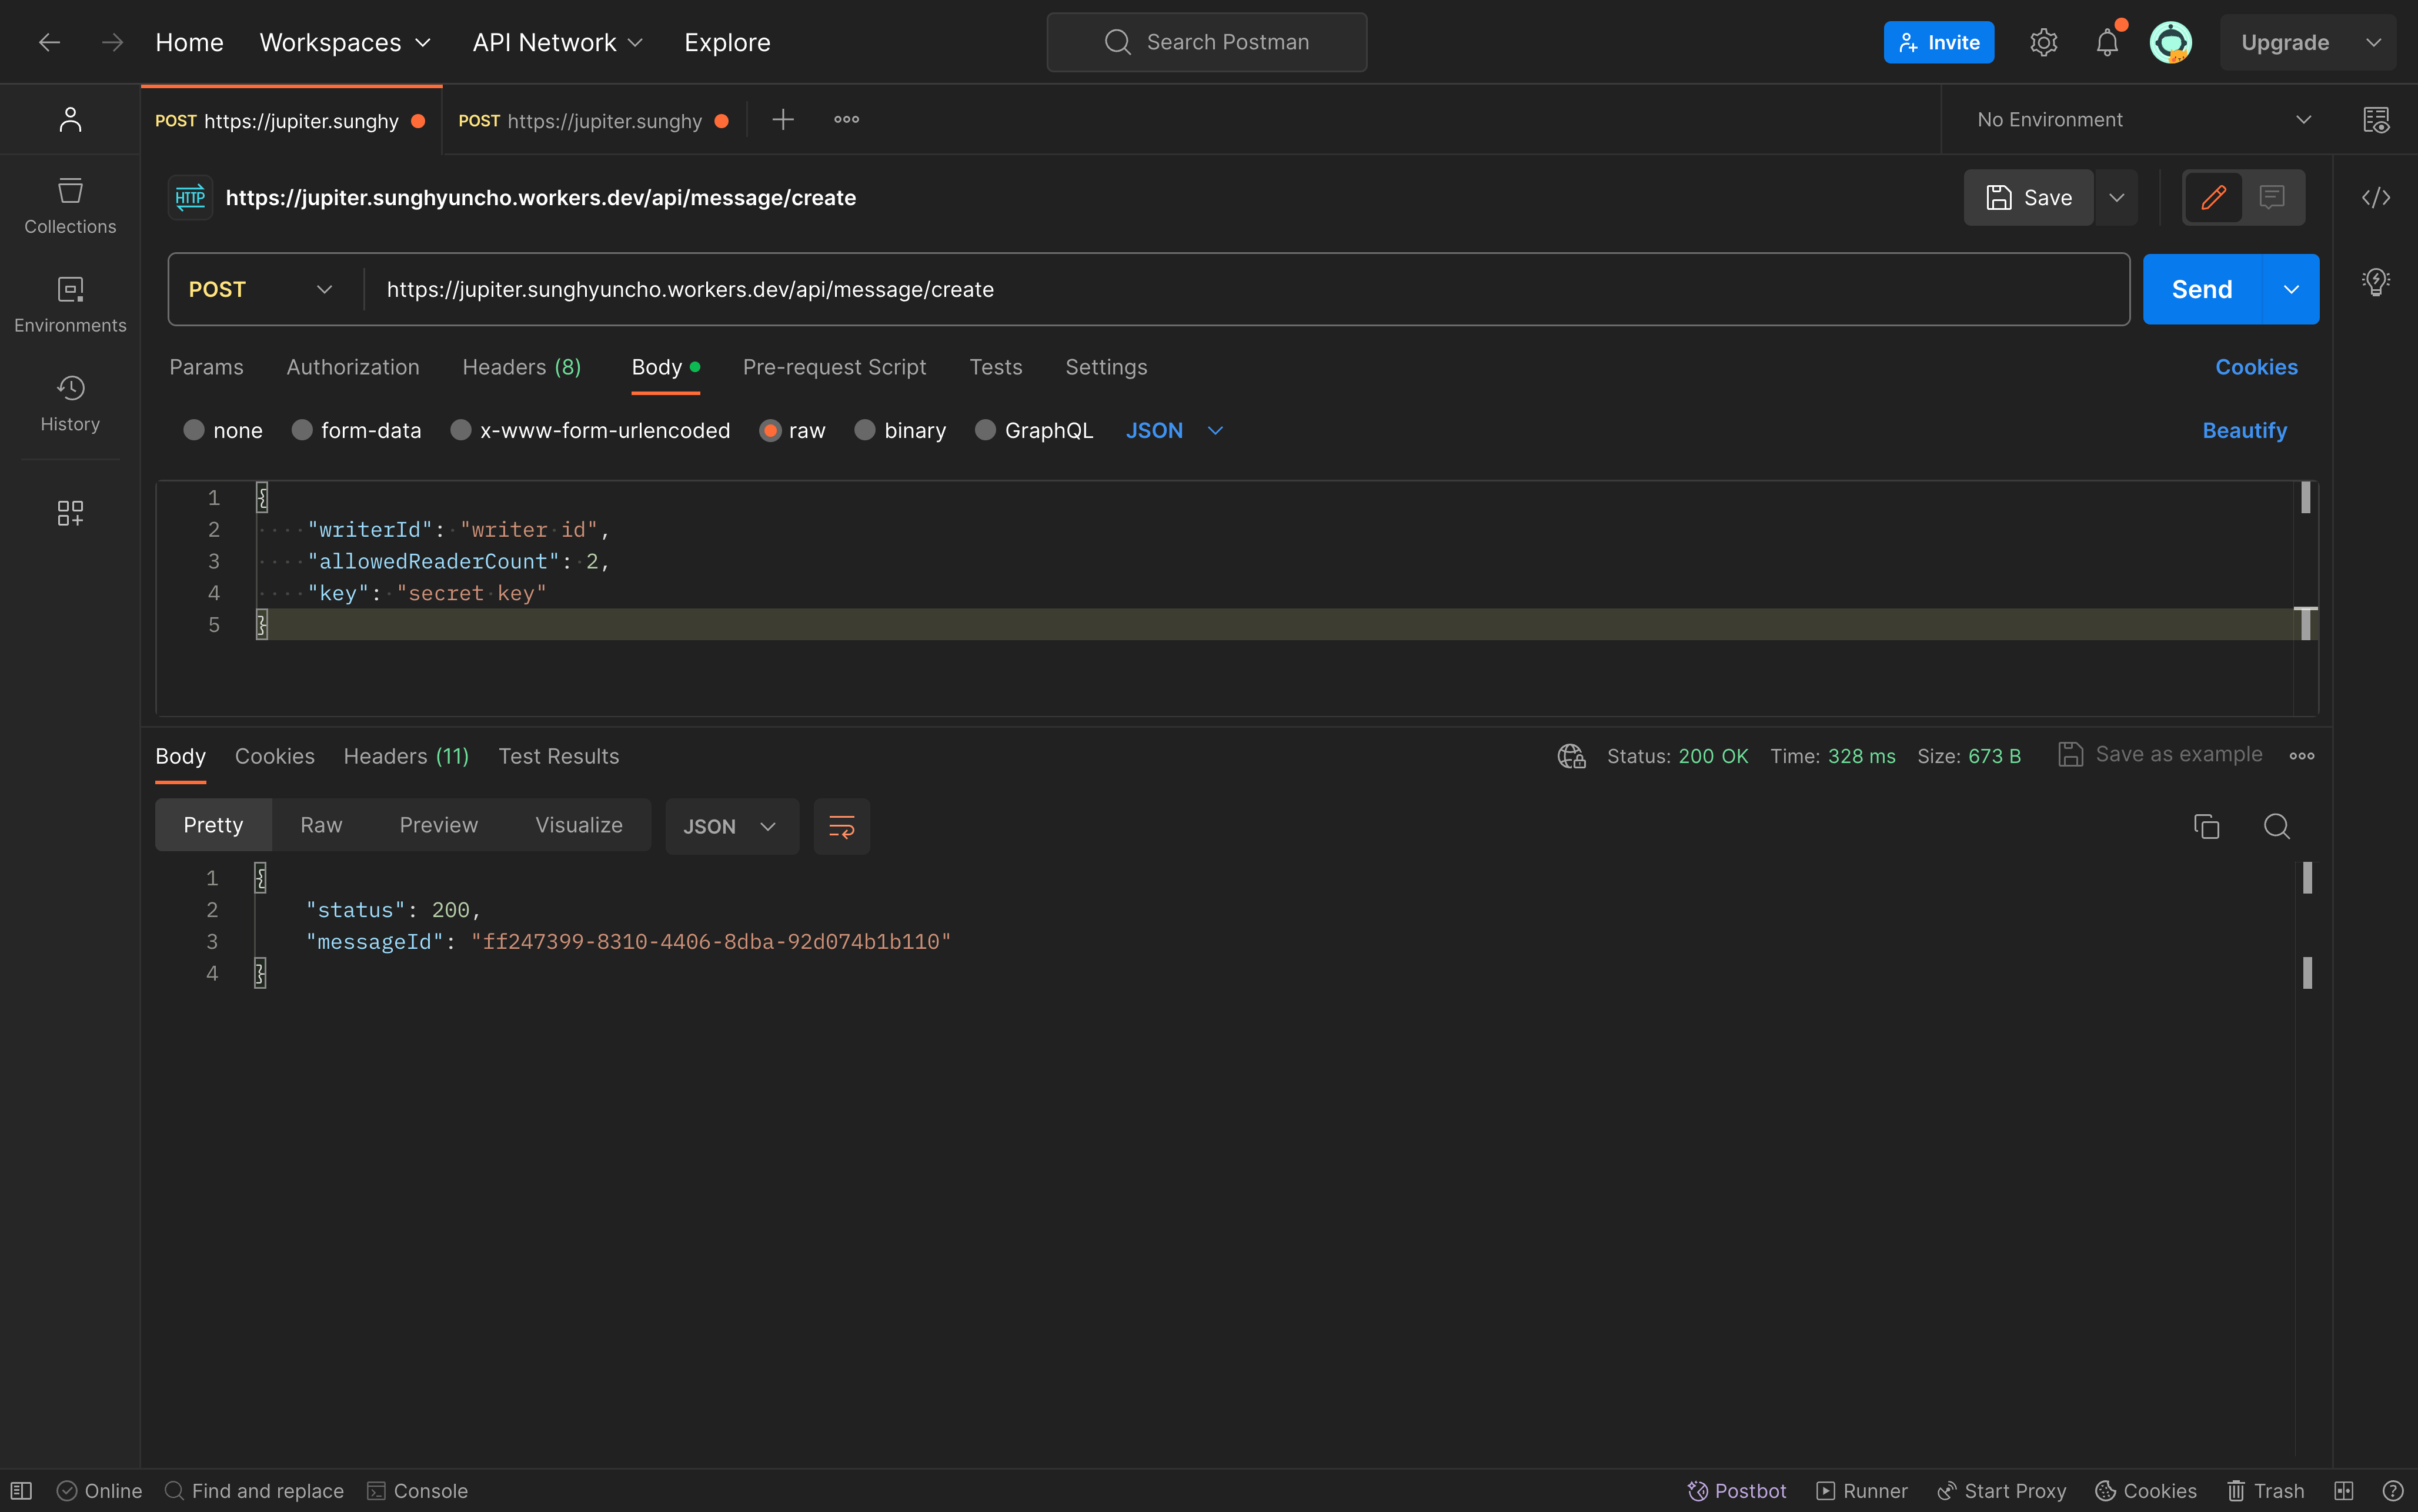 Home Workspaces API Network Explore Search Postman Invite Upgrade
POST https://jupiter.sunghy POST https://jupiter.sunghy No Environment
HTTP https://jupiter.sunghyuncho.workers.dev/api/message/create Save
Collections
POST https://jupiter.sunghyuncho.workers.dev/api/message/create Send
Environments
Params Authorization Headers (8) Body Pre-request Script Tests Settings Cookies
History
none form-data x-www-form-urlencoded raw binary GraphQL JSON Beautify
1 {
2 "writerId": "writer id",
3 "allowedReaderCount": 2,
4 "key": "secret key"
5 }
Body Cookies Headers (11) Test Results Status: 200 OK Time: 328 ms Size: 673 B Save as example
Pretty Raw Preview Visualize JSON
1 {
2 "status": 200,
3 "messageId": "ff247399-8310-4406-8dba-92d074b1b110"
4 }
Online Find and replace Console Postbot Runner Start Proxy Cookies Trash